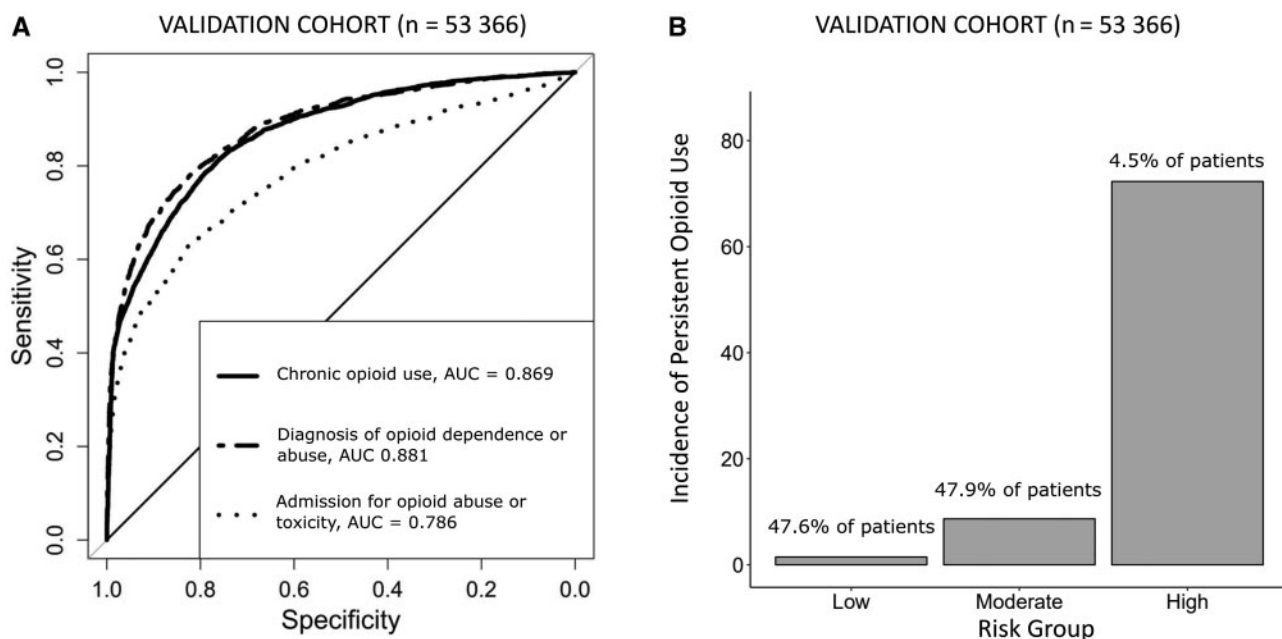 A
VALIDATION COHORT (n = 53 366)
Sensitivity
1.0
0.8
0.6
0.4
0.2
0.0
Chronic opioid use, AUC = 0.869
Diagnosis of opioid dependence or
abuse, AUC 0.881
Admission for opioid abuse or
toxicity, AUC = 0.786
1.0
0.8
0.6
0.4
0.2
0.0
Specificity
B
VALIDATION COHORT (n = 53 366)
Incidence of Persistent Opioid Use
80
60
40
20
0
47.6% of patients
47.9% of patients
4.5% of patients
Low
Moderate
High
Risk Group